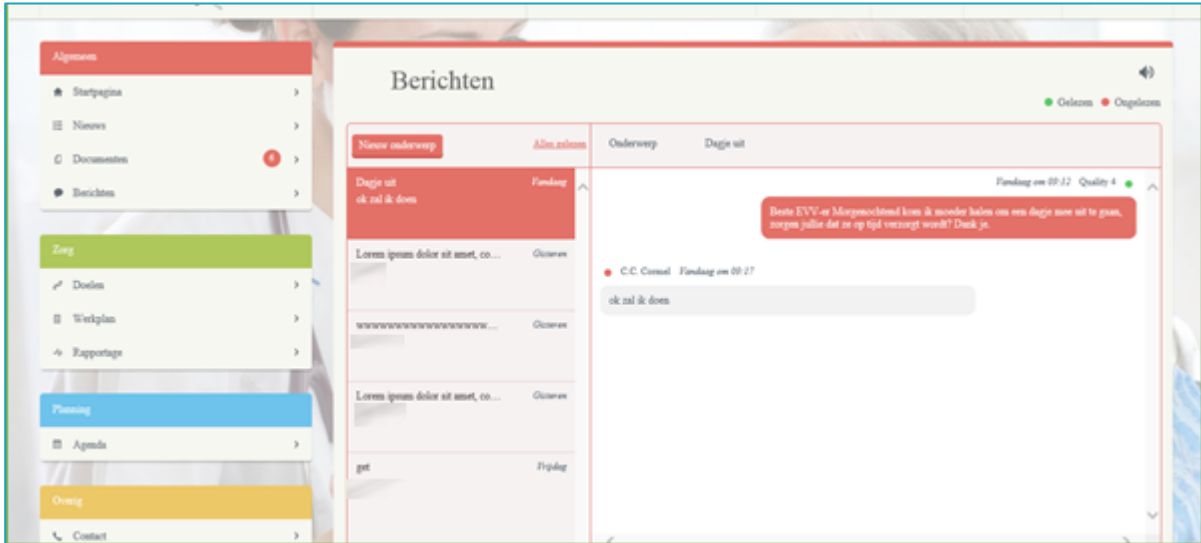 Algemeen
Startpagina
Nieuws
Documenten 6
Berichten
Zorg
Doelen
Werkplan
Rapportage
Planning
Agenda
Overig
Contact
Berichten
Gelezen Ongelezen
Nieuw onderwerp Alles gelezen
Dagje uit Vandaag
ok zal ik doen
Lorem ipsum dolor sit amet, co... Gisteren
wwwwwwwwwwwwwwwww... Gisteren
Lorem ipsum dolor sit amet, co... Gisteren
get Vrijdag
Onderwerp Dagje uit
Vandaag om 09:12 Quality 4
Beste EVV-er Morgenochtend kom ik moeder halen om een dagje mee uit te gaan,
zorgen jullie dat ze op tijd verzorgt wordt? Dank je.
C.C. Vandaag om 09:17
ok zal ik doen